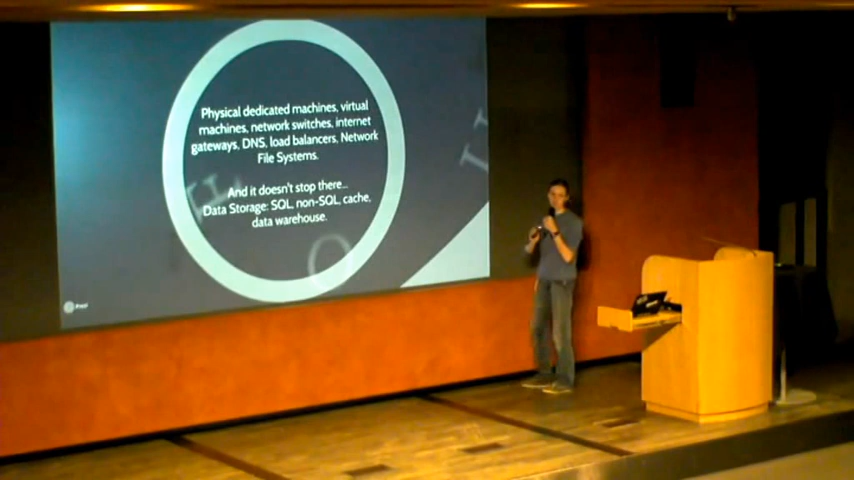 Physical dedicated machines, virtual
machines, network switches, internet
gateways, DNS, load balancers, Network
File Systems.
And it doesn't stop there...
Data Storage: SQL, non-SQL, cache,
data warehouse.
Prezi